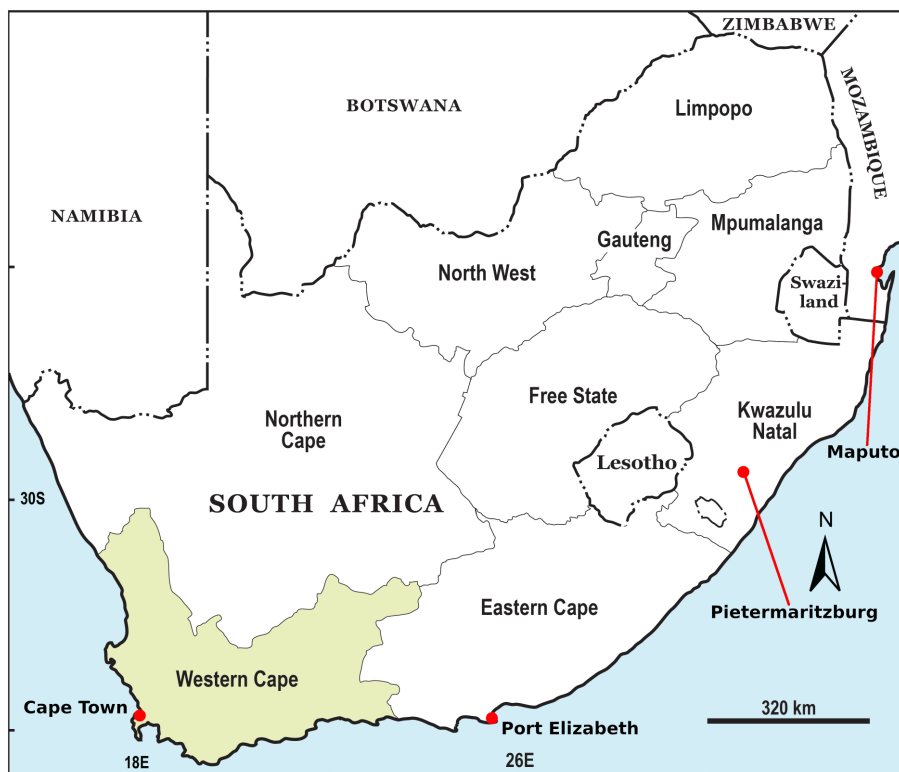 ZIMBABWE
MOZAMBIQUE
BOTSWANA
Limpopo
NAMIBIA
Mpumalanga
Gauteng
North West
Swazi-
land
Free State
Northern
Cape
Kwazulu
Natal
Maputo
Lesotho
30S
SOUTH AFRICA
N
Eastern Cape
Pietermaritzburg
Western Cape
Cape Town
Port Elizabeth
320 km
18E
26E